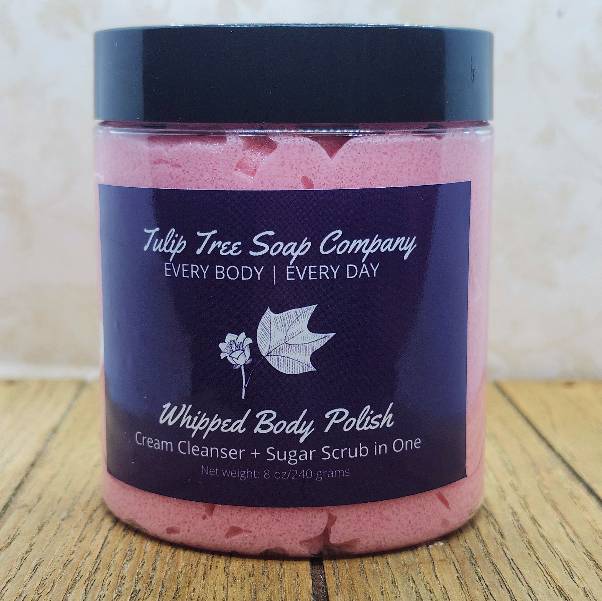 Tulip Tree Soap Company
EVERY BODY | EVERY DAY
Whipped Body Polish
Cream Cleanser + Sugar Scrub in One
Net weight: 8 oz/240 grams